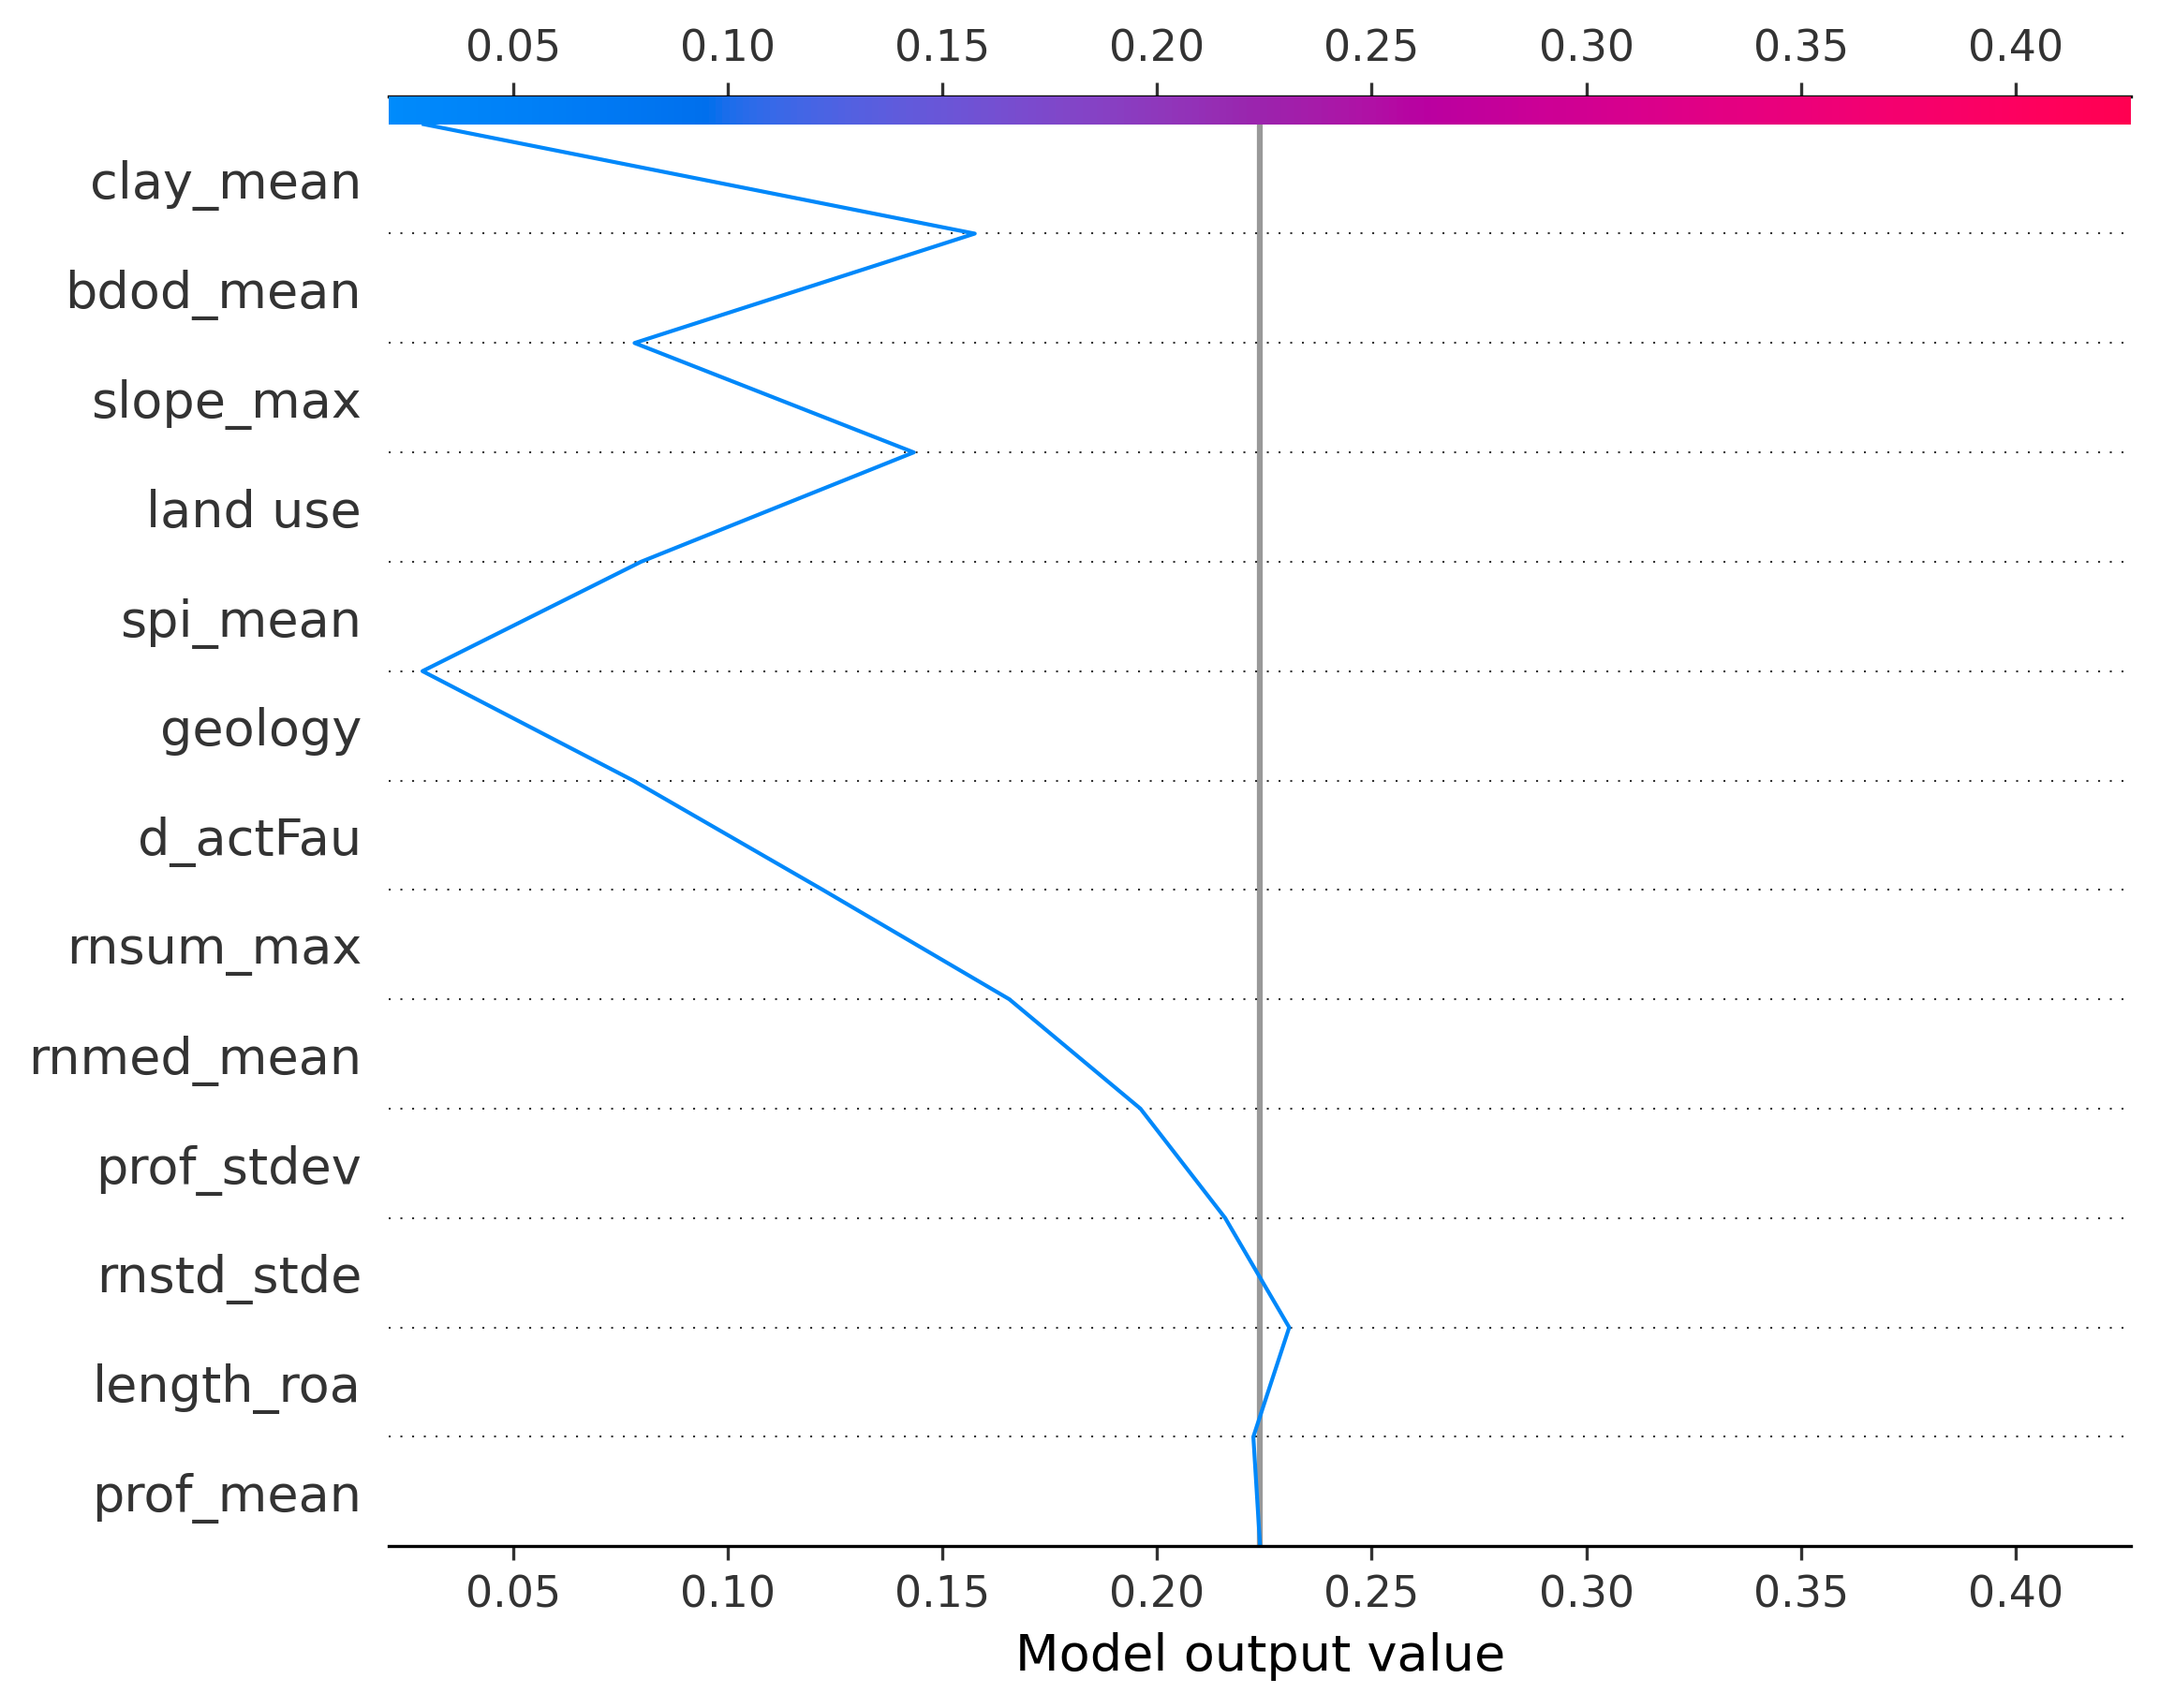 0.05 0.10 0.15 0.20 0.25 0.30 0.35 0.40
clay_mean
bdod_mean
slope_max
land use
spi_mean
geology
d_actFau
rnsum_max
rnmed_mean
prof_stdev
rnstd_stde
length_roa
prof_mean
0.05 0.10 0.15 0.20 0.25 0.30 0.35 0.40
Model output value